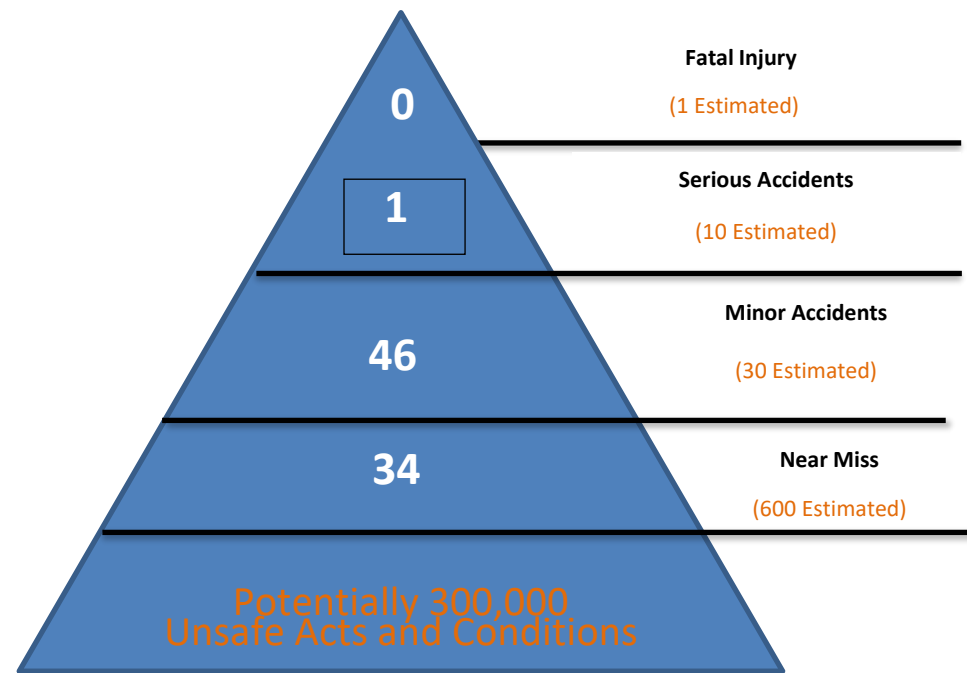 0
Fatal Injury
(1 Estimated)
1
Serious Accidents
(10 Estimated)
46
Minor Accidents
(30 Estimated)
34
Near Miss
(600 Estimated)
Potentially 300,000
Unsafe Acts and Conditions